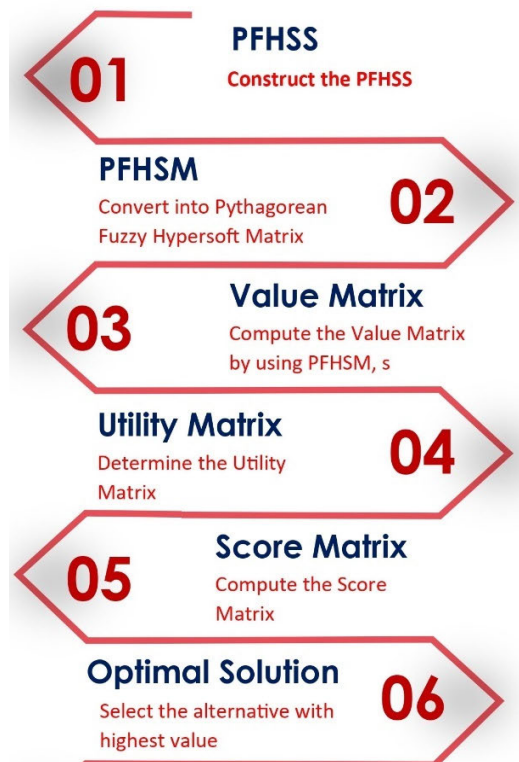 PFHSS
01
Construct the PFHSS
PFHSM
Convert into Pythagorean
02
Fuzzy Hypersoft Matrix
Value Matrix
03
Compute the Value Matrix
by using PFHSM, s
Utility Matrix
04
Determine the Utility
Matrix
Score Matrix
05
Compute the Score
Matrix
Optimal Solution
06
Select the alternative with
highest value